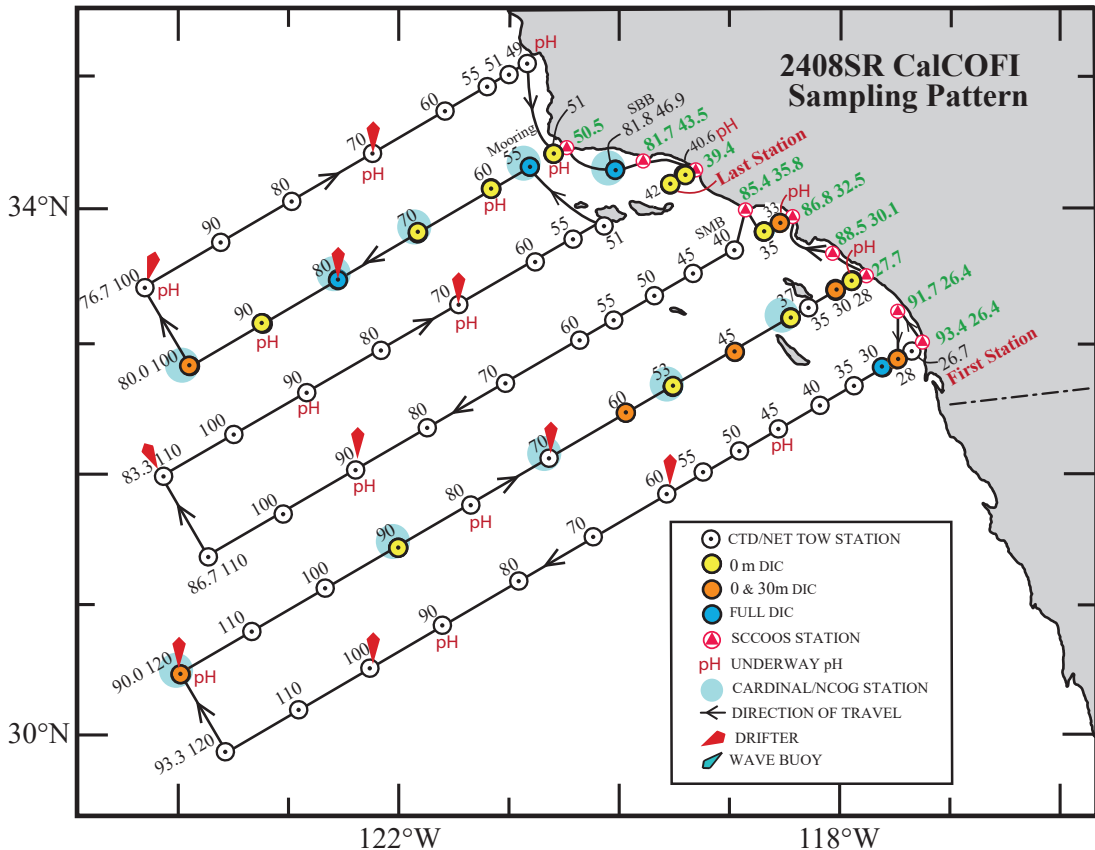 2408SR CalCOFI
Sampling Pattern
34°N
30°N
122°W
118°W
76.7 100
90
80
70
60
55
51
49
pH
pH
pH
80.0 100
90
80
70
60
55
Mooring
51
50.5
pH
pH
pH
SBB
81.8 46.9
81.7 43.5
40.6
pH
39.4
42
Last Station
83.3 110
100
90
80
70
60
55
51
pH
pH
85.4 35.8
86.8 32.5
33
35
pH
86.7 110
100
90
80
70
60
55
50
45
40
SMB
pH
88.5 30.1
27.7
pH
90.0 120
110
100
90
80
70
60
53
45
37
35
30
28
pH
pH
91.7 26.4
93.4 26.4
26.7
First Station
93.3 120
110
100
90
80
70
60
55
50
45
40
35
30
28
pH
pH
CTD/NET TOW STATION
0 m DIC
0 & 30m DIC
FULL DIC
SCCOOS STATION
pH UNDERWAY pH
CARDINAL/NCOG STATION
DIRECTION OF TRAVEL
DRIFTER
WAVE BUOY